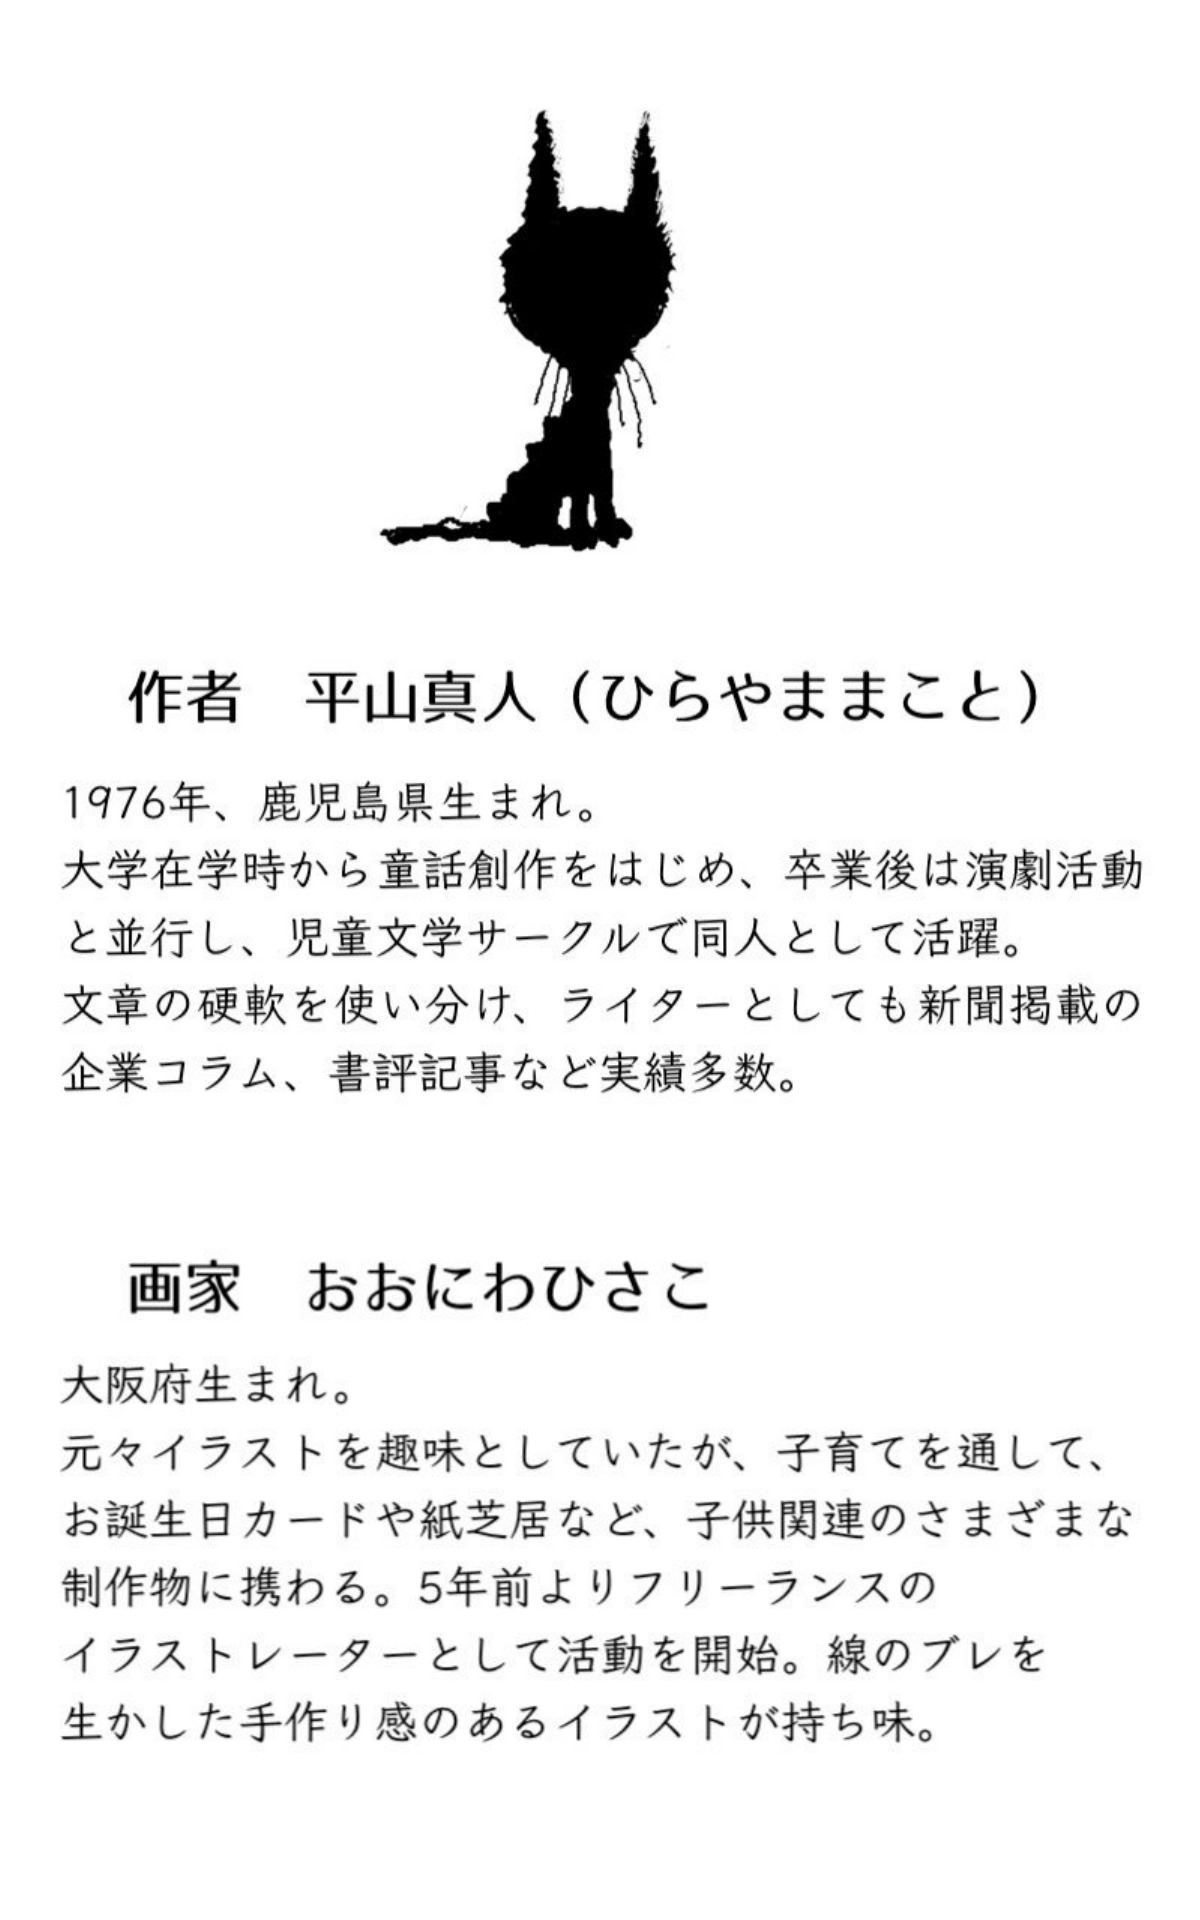 作者　平山真人（ひらやままこと）
1976年、鹿児島県生まれ。
大学在学時から童話創作をはじめ、卒業後は演劇活動
と並行し、児童文学サークルで同人として活躍。
文章の硬軟を使い分け、ライターとしても新聞掲載の
企業コラム、書評記事など実績多数。
画家　おおにわひさこ
大阪府生まれ。
元々イラストを趣味としていたが、子育てを通して、
お誕生日カードや紙芝居など、子供関連のさまざまな
制作物に携わる。5年前よりフリーランスの
イラストレーターとして活動を開始。線のブレを
生かした手作り感のあるイラストが持ち味。